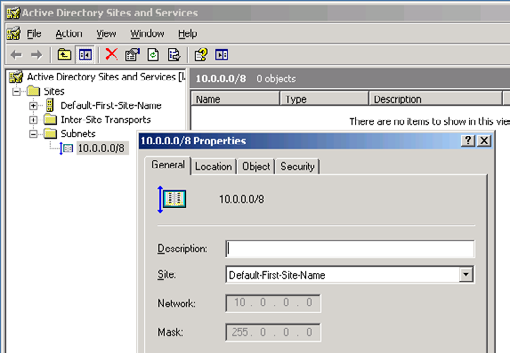 Active Directory Sites and Services
File Action View Window Help
Active Directory Sites and Services [
10.0.0.0/8 0 objects
Sites
Name Type Description
Default-First-Site-Name
Inter-Site Transports
There are no items to show in this
Subnets
10.0.0.0/8
10.0.0.0/8 Properties
General Location Object Security
10.0.0.0/8
Description:
Site: Default-First-Site-Name
Network: 10 . 0 . 0 . 0
Mask: 255 . 0 . 0 . 0